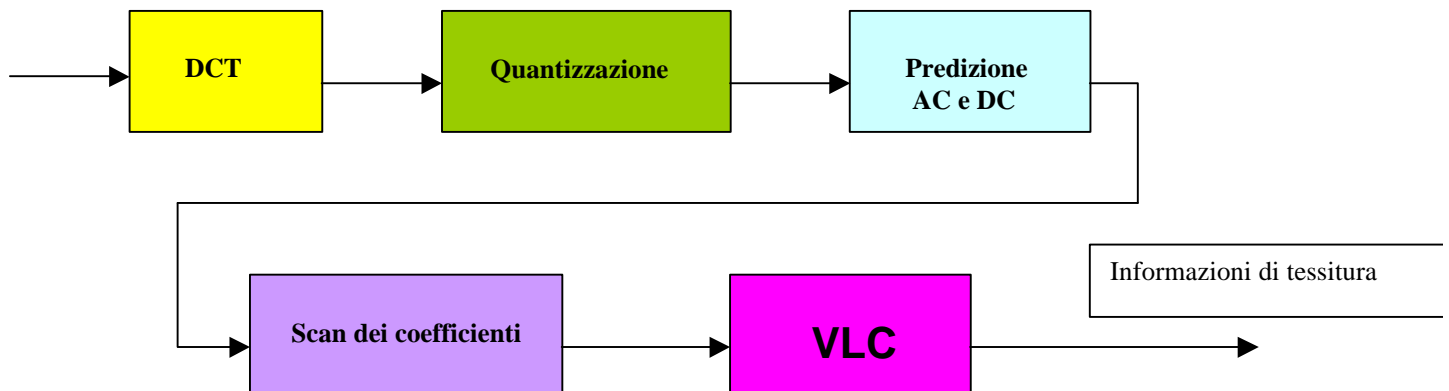 DCT
Quantizzazione
Predizione
AC e DC
Informazioni di tessitura
Scan dei coefficienti
VLC